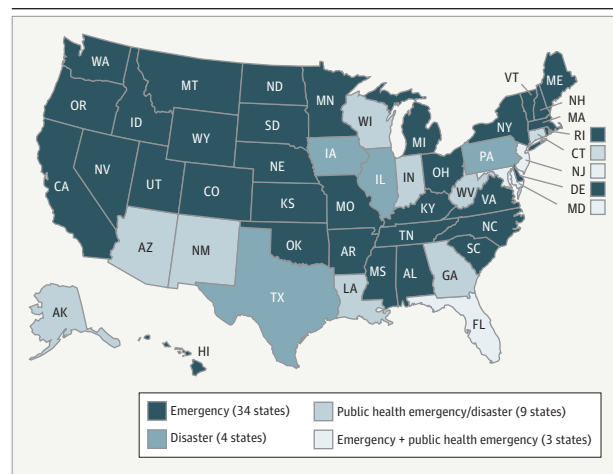 WA
MT
ND
MN
VT
ME
NH
MA
OR
ID
SD
WI
MI
NY
RI
WY
IA
PA
CT
NE
NJ
NV
IL
IN
OH
DE
CA
UT
CO
WV
VA
MD
KS
MO
KY
NC
TN
AZ
NM
OK
AR
SC
MS
AL
GA
TX
LA
AK
FL
HI
Emergency (34 states)
Public health emergency/disaster (9 states)
Disaster (4 states)
Emergency + public health emergency (3 states)